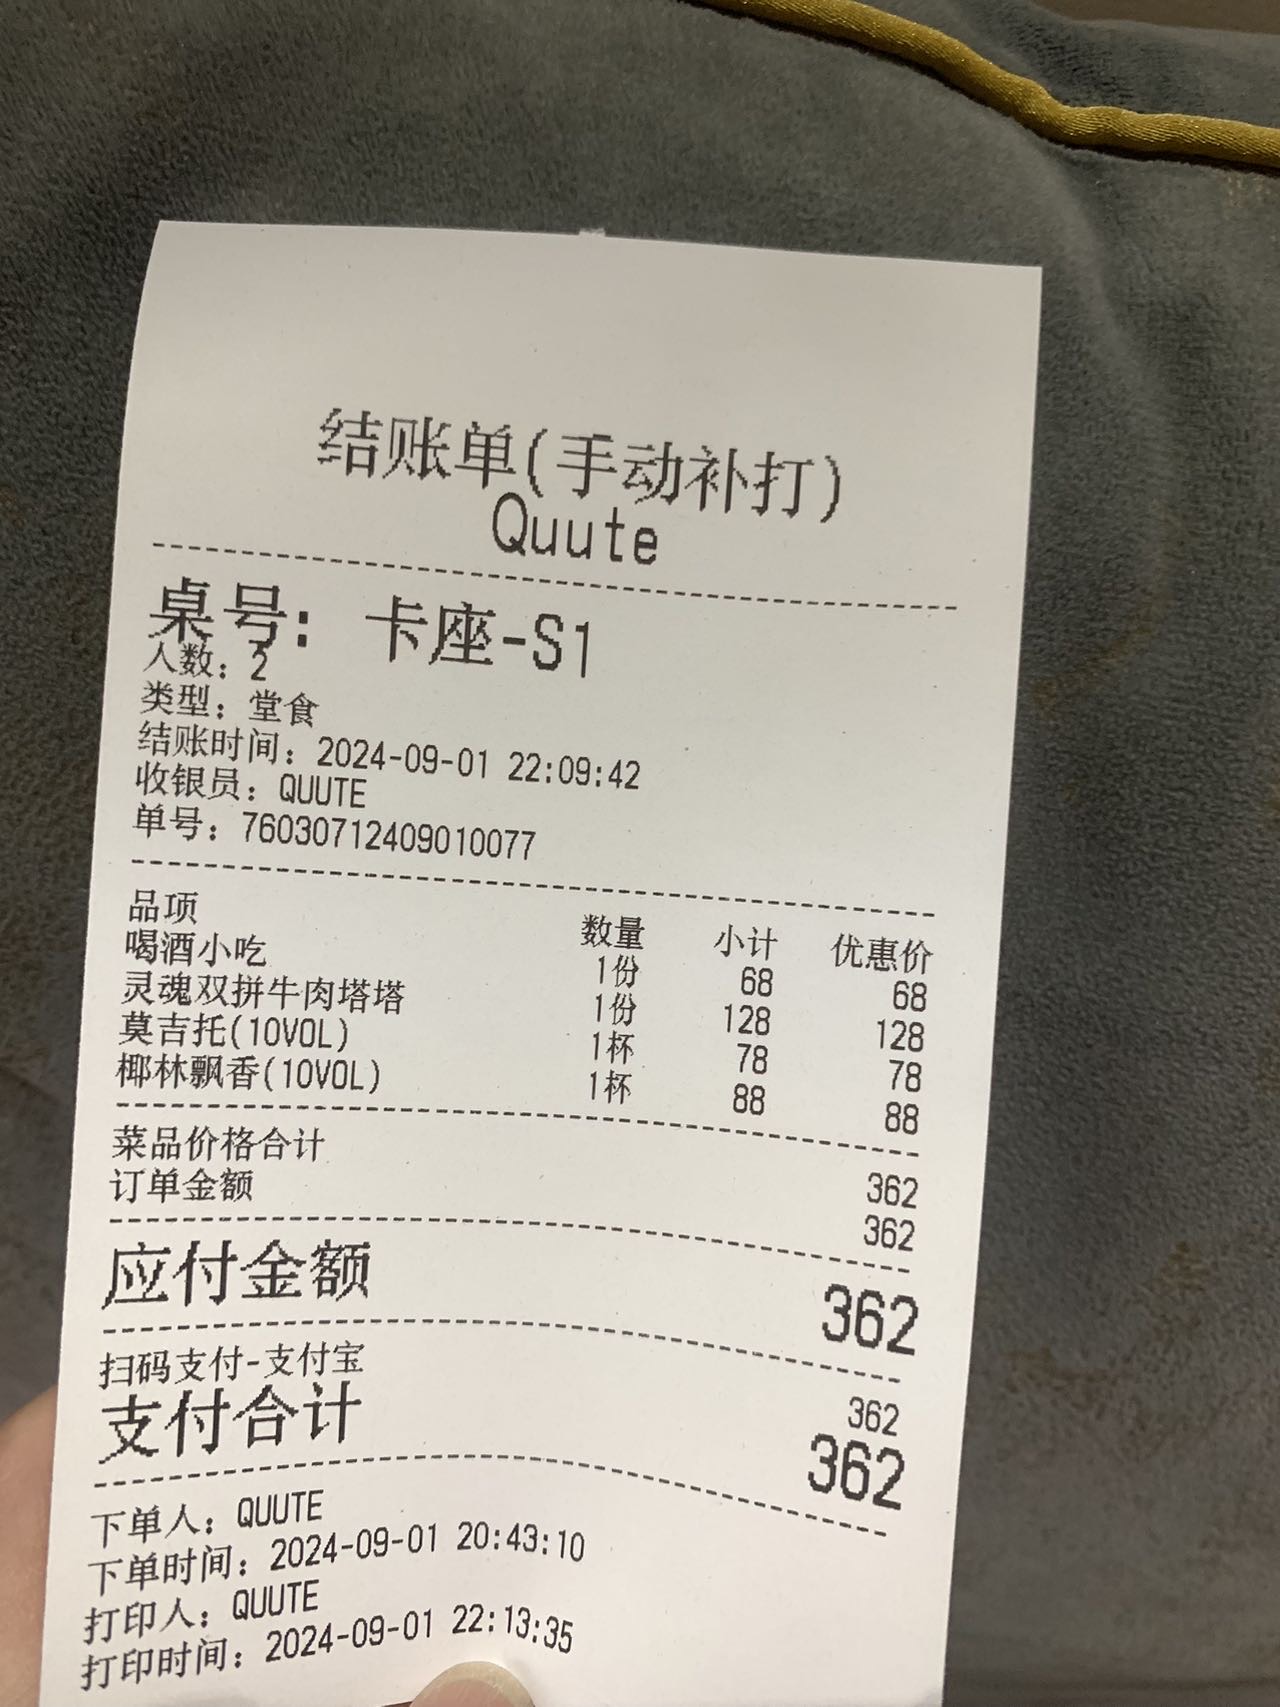 结账单(手动补打)
Quute
桌号: 卡座-S1
人数: 2
类型: 堂食
结账时间: 2024-09-01 22:09:42
收银员: QUUTE
单号: 76030712409010077
品项 数量 小计 优惠价
喝酒小吃 1份 68 68
灵魂双拼牛肉塔塔 1份 128 128
莫吉托(10VOL) 1杯 78 78
椰林飘香(10VOL) 1杯 88 88
菜品价格合计 362
订单金额 362
应付金额 362
扫码支付-支付宝 362
支付合计 362
下单人: QUUTE
下单时间: 2024-09-01 20:43:10
打印人: QUUTE
打印时间: 2024-09-01 22:13:35